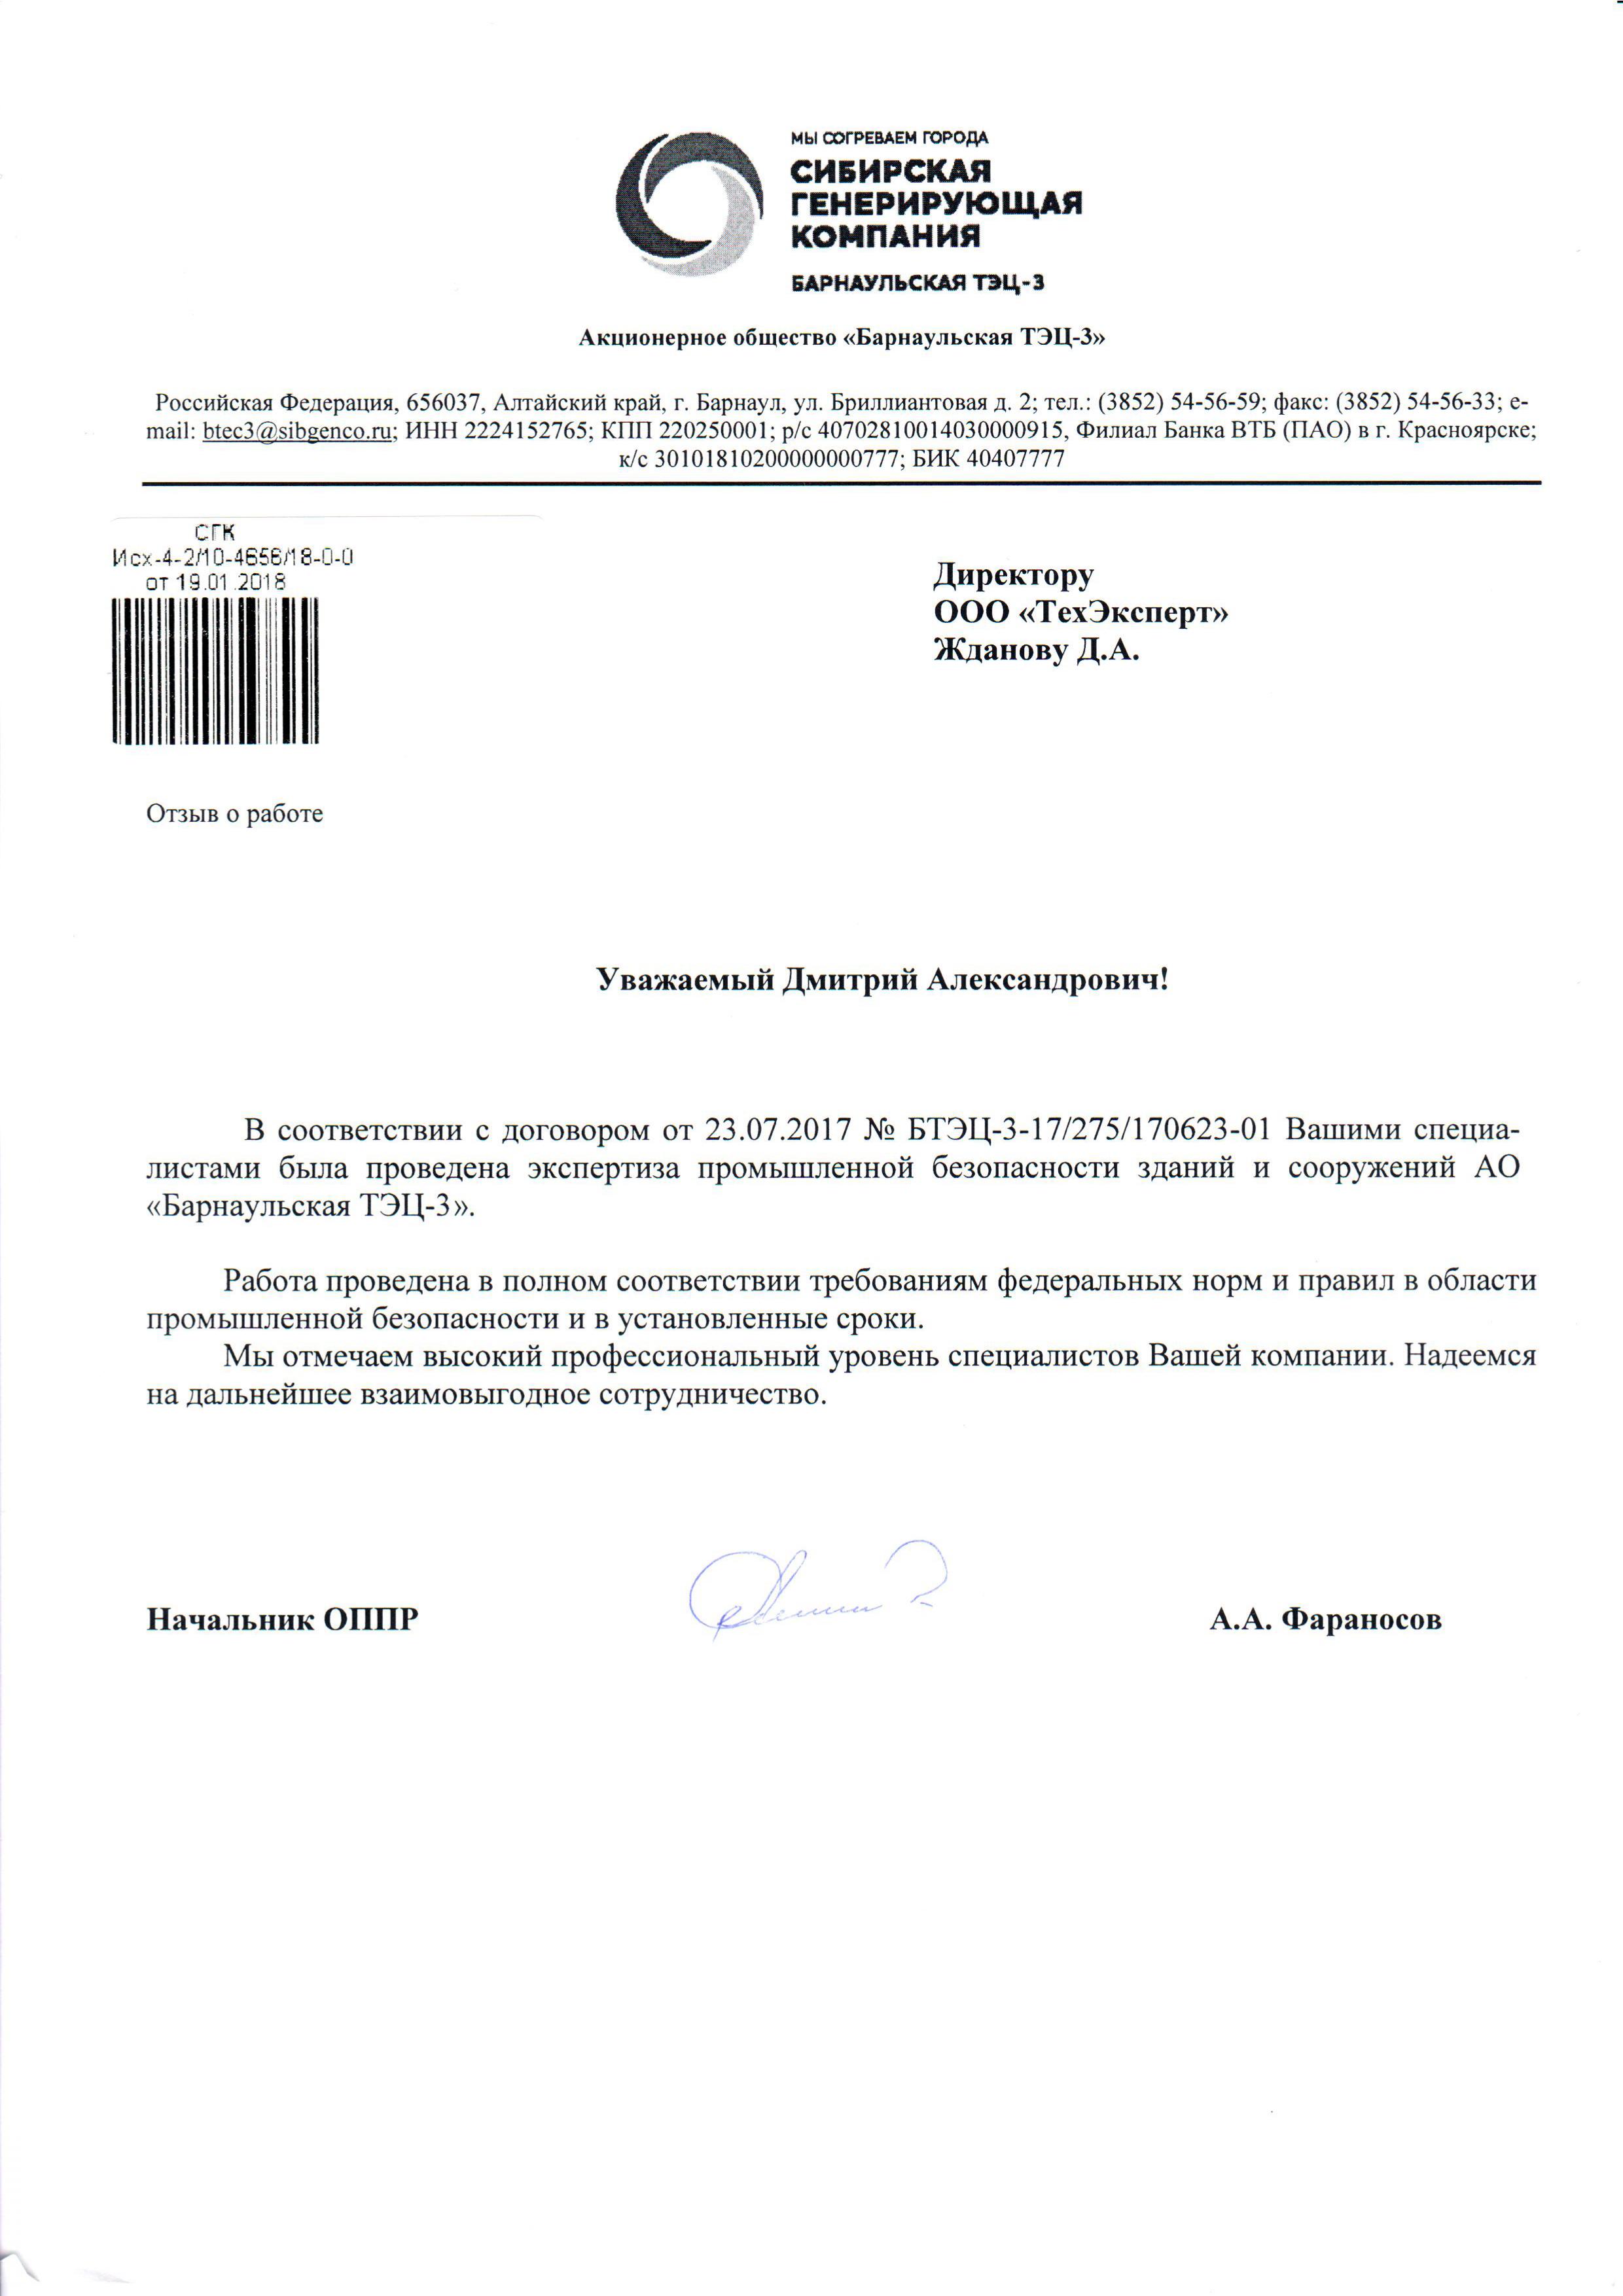 МЫ СОГРЕВАЕМ ГОРОДА
СИБИРСКАЯ
ГЕНЕРИРУЮЩАЯ
КОМПАНИЯ
БАРНАУЛЬСКАЯ ТЭЦ-3
Акционерное общество «Барнаульская ТЭЦ-3»
Российская Федерация, 656037, Алтайский край, г. Барнаул, ул. Бриллиантовая д. 2; тел.: (3852) 54-56-59; факс: (3852) 54-56-33; e-
mail: btec3@sibgenco.ru; ИНН 2224152765; КПП 220250001; р/с 40702810014030000915, Филиал Банка ВТБ (ПАО) в г. Красноярске;
к/с 30101810200000000777; БИК 40407777
СГК
Исх-4-2/10-4656/18-0-0
от 19.01.2018
Директору
ООО «ТехЭксперт»
Жданову Д.А.
Отзыв о работе
Уважаемый Дмитрий Александрович!
В соответствии с договором от 23.07.2017 № БТЭЦ-3-17/275/170623-01 Вашими специа-
листами была проведена экспертиза промышленной безопасности зданий и сооружений АО
«Барнаульская ТЭЦ-3».
Работа проведена в полном соответствии требованиям федеральных норм и правил в области
промышленной безопасности и в установленные сроки.
Мы отмечаем высокий профессиональный уровень специалистов Вашей компании. Надеемся
на дальнейшее взаимовыгодное сотрудничество.
Начальник ОППР
А.А. Фараносов